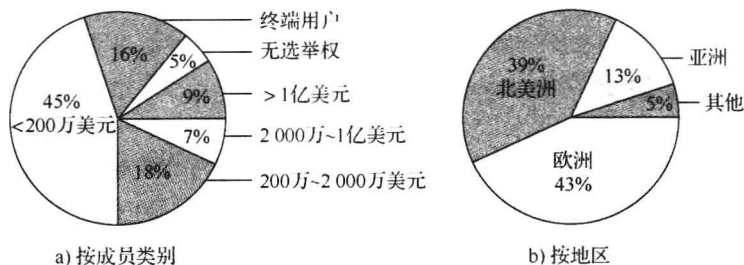 终端用户
16%
无选举权
5%
9%
>1亿美元
45%
<200万美元
7%
2 000万~1亿美元
18%
200万~2 000万美元
a) 按成员类别
39%
北美洲
亚洲
13%
5%
其他
欧洲
43%
b) 按地区